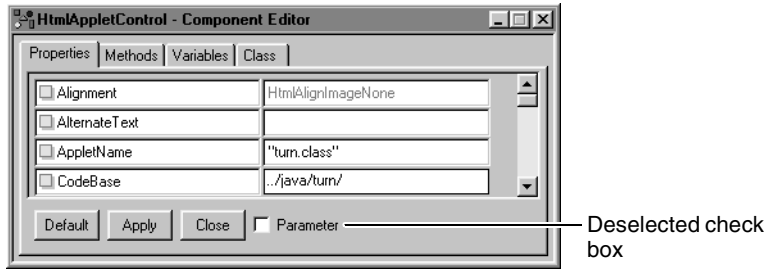 HtmlAppletControl - Component Editor
Properties Methods Variables Class
Alignment HtmlAlignImageNone
AlternateText
AppletName "turn.class"
CodeBase ../java/turn/
Default Apply Close Parameter
Deselected check
box